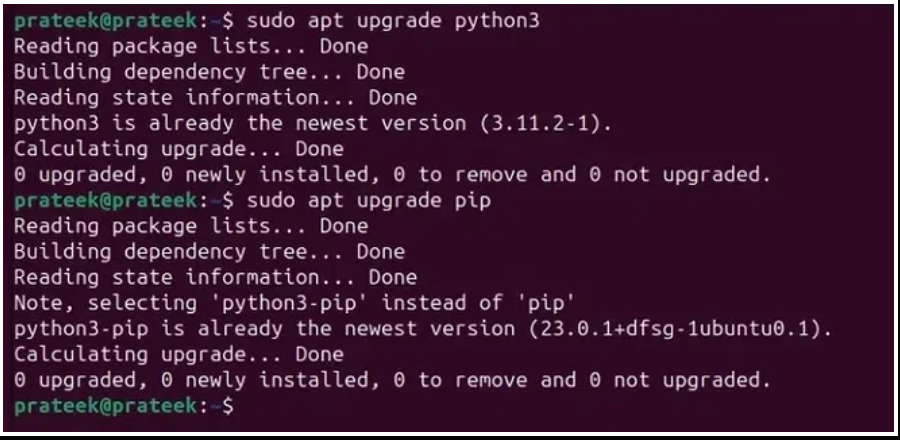 prateek@prateek:~$ sudo apt upgrade python3
Reading package lists... Done
Building dependency tree... Done
Reading state information... Done
python3 is already the newest version (3.11.2-1).
Calculating upgrade... Done
0 upgraded, 0 newly installed, 0 to remove and 0 not upgraded.
prateek@prateek:~$ sudo apt upgrade pip
Reading package lists... Done
Building dependency tree... Done
Reading state information... Done
Note, selecting 'python3-pip' instead of 'pip'
python3-pip is already the newest version (23.0.1+dfsg-1ubuntu0.1).
Calculating upgrade... Done
0 upgraded, 0 newly installed, 0 to remove and 0 not upgraded.
prateek@prateek:~$